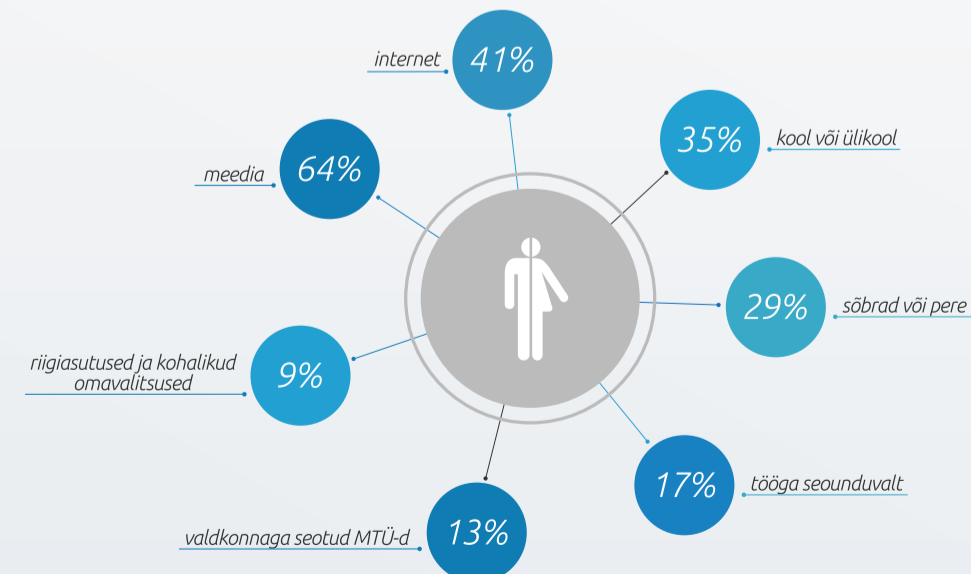 internet
41%
35%
kool või ülikool
meedia
64%
29%
sõbrad või pere
riigiasutused ja kohalikud
omavalitsused
9%
17%
tööga seounduvalt
valdkonnaga seotud MTÜ-d
13%